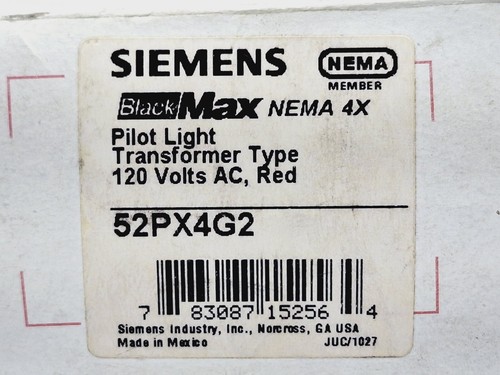 SIEMENS
NEMA
MEMBER
BlackMax NEMA 4X
Pilot Light
Transformer Type
120 Volts AC, Red
52PX4G2
7 83087 15256 4
Siemens Industry, Inc., Norcross, GA USA
Made in Mexico JUC/1027